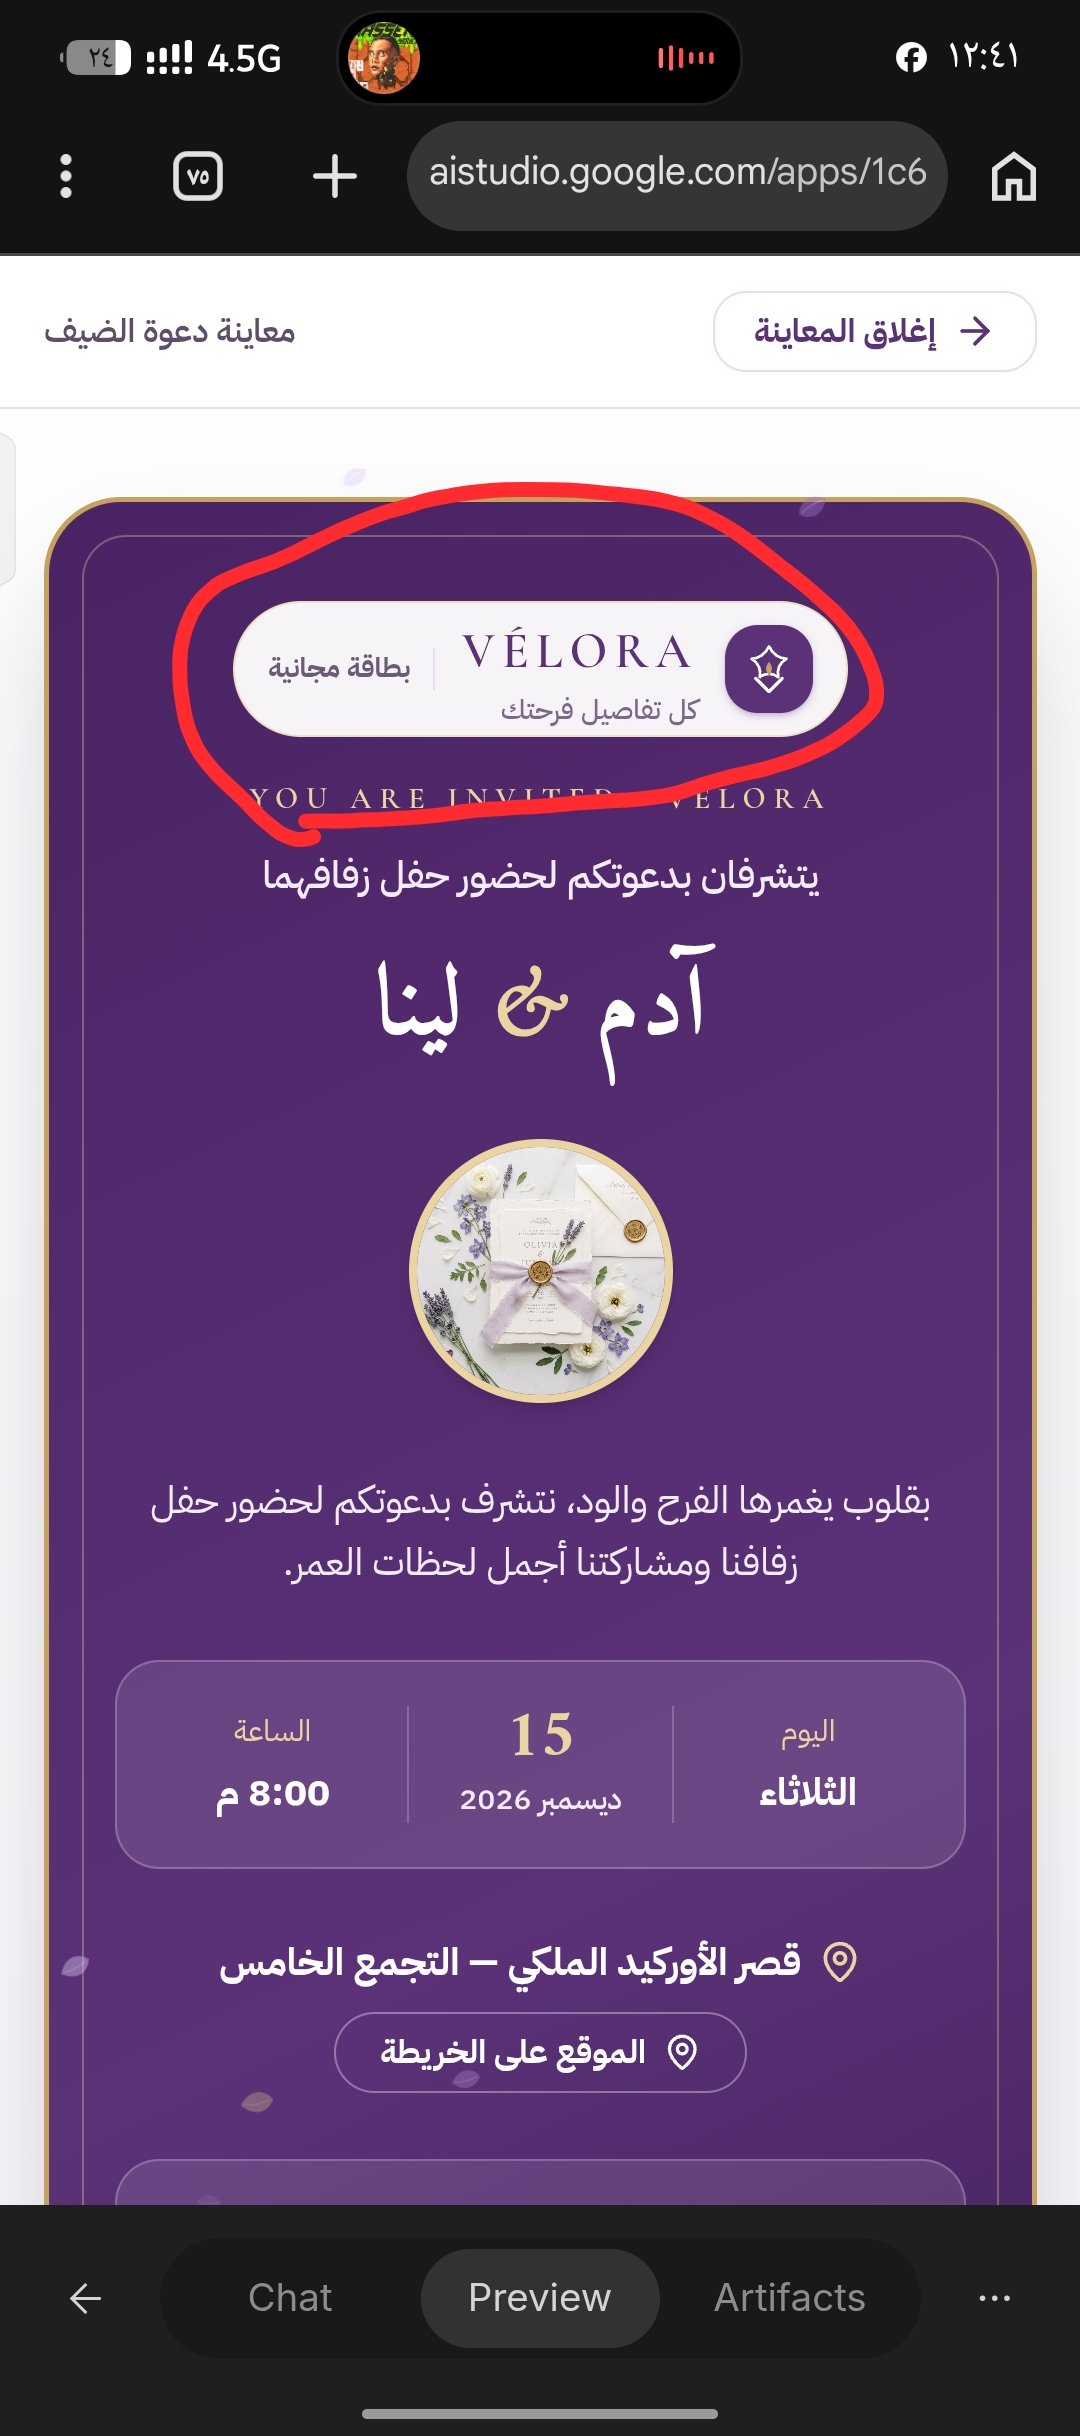 ٢٤ 4.5G ١٢:٤١
٧٥ aistudio.google.com/apps/1c6
إغلاق المعاينة
معاينة دعوة الضيف
VÉLORA
كل تفاصيل فرحتك
بطاقة مجانية
YOU ARE INVITED VÉLORA
يتشرفان بدعوتكم لحضور حفل زفافهما
آدم & لينا
OLIVIA
&
بقلوب يغمرها الفرح والود، نتشرف بدعوتكم لحضور حفل
زفافنا ومشاركتنا أجمل لحظات العمر.
اليوم
الثلاثاء
15
ديسمبر 2026
الساعة
8:00 م
قصر الأوركيد الملكي — التجمع الخامس
الموقع على الخريطة
Chat Preview Artifacts